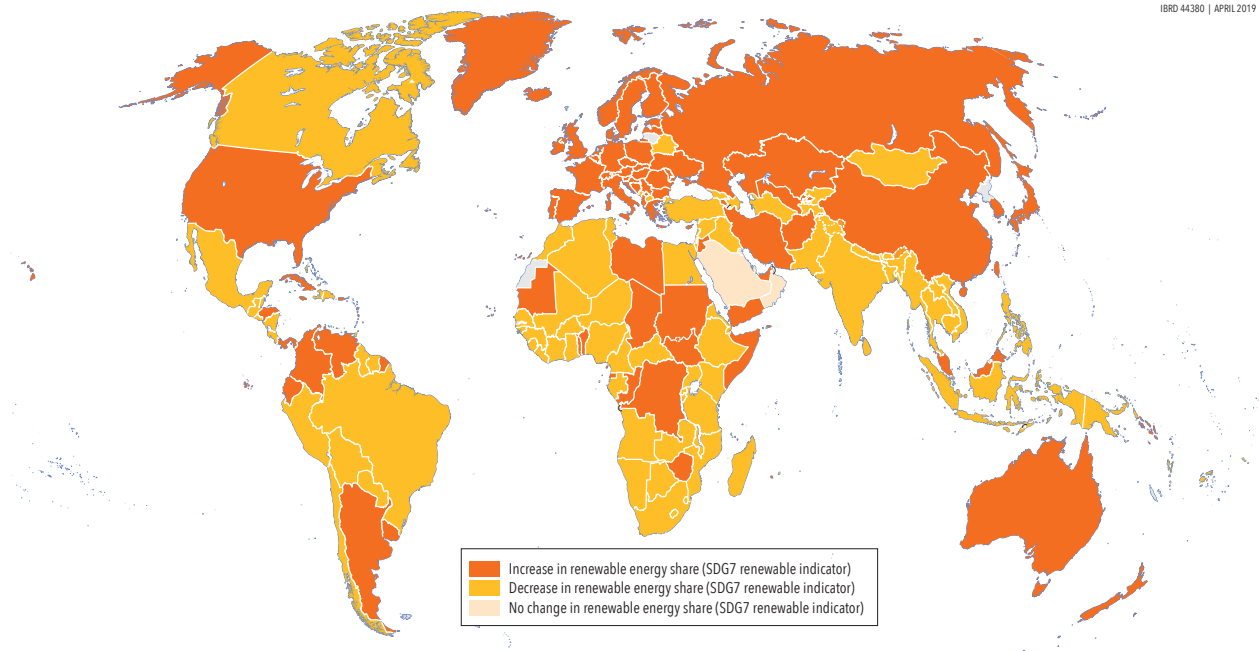 IBRD 44380 | APRIL 2019
Increase in renewable energy share (SDG7 renewable indicator)
Decrease in renewable energy share (SDG7 renewable indicator)
No change in renewable energy share (SDG7 renewable indicator)